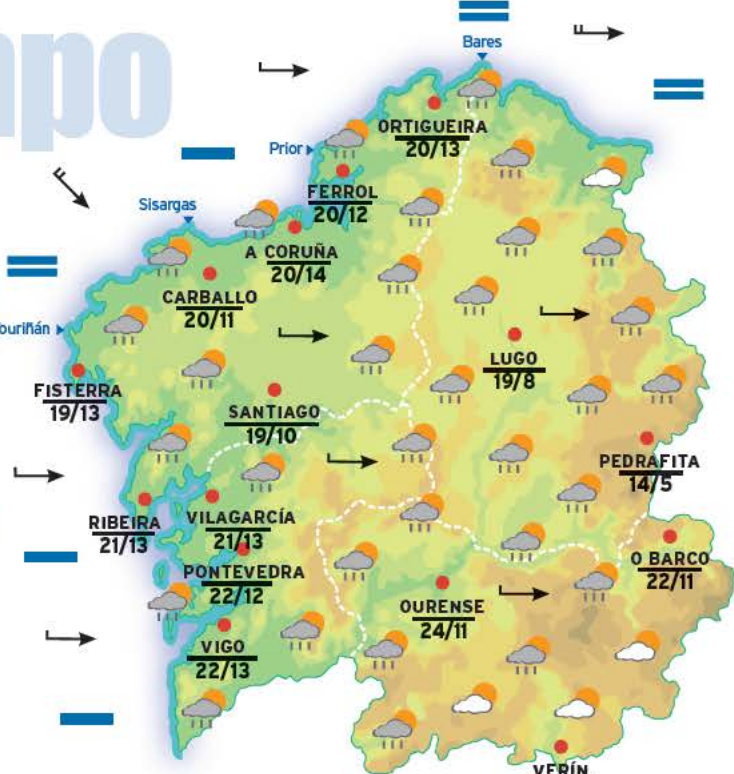 Bares
ORTIGUEIRA
20/13
Prior
FERROL
20/12
Sisargas
A CORUÑA
20/14
CARBALLO
20/11
LUGO
19/8
FISTERRA
19/13
SANTIAGO
19/10
PEDRAFITA
14/5
RIBEIRA
21/13
VILAGARCÍA
21/13
O BARCO
22/11
PONTEVEDRA
22/12
OURENSE
24/11
VIGO
22/13
VERÍN